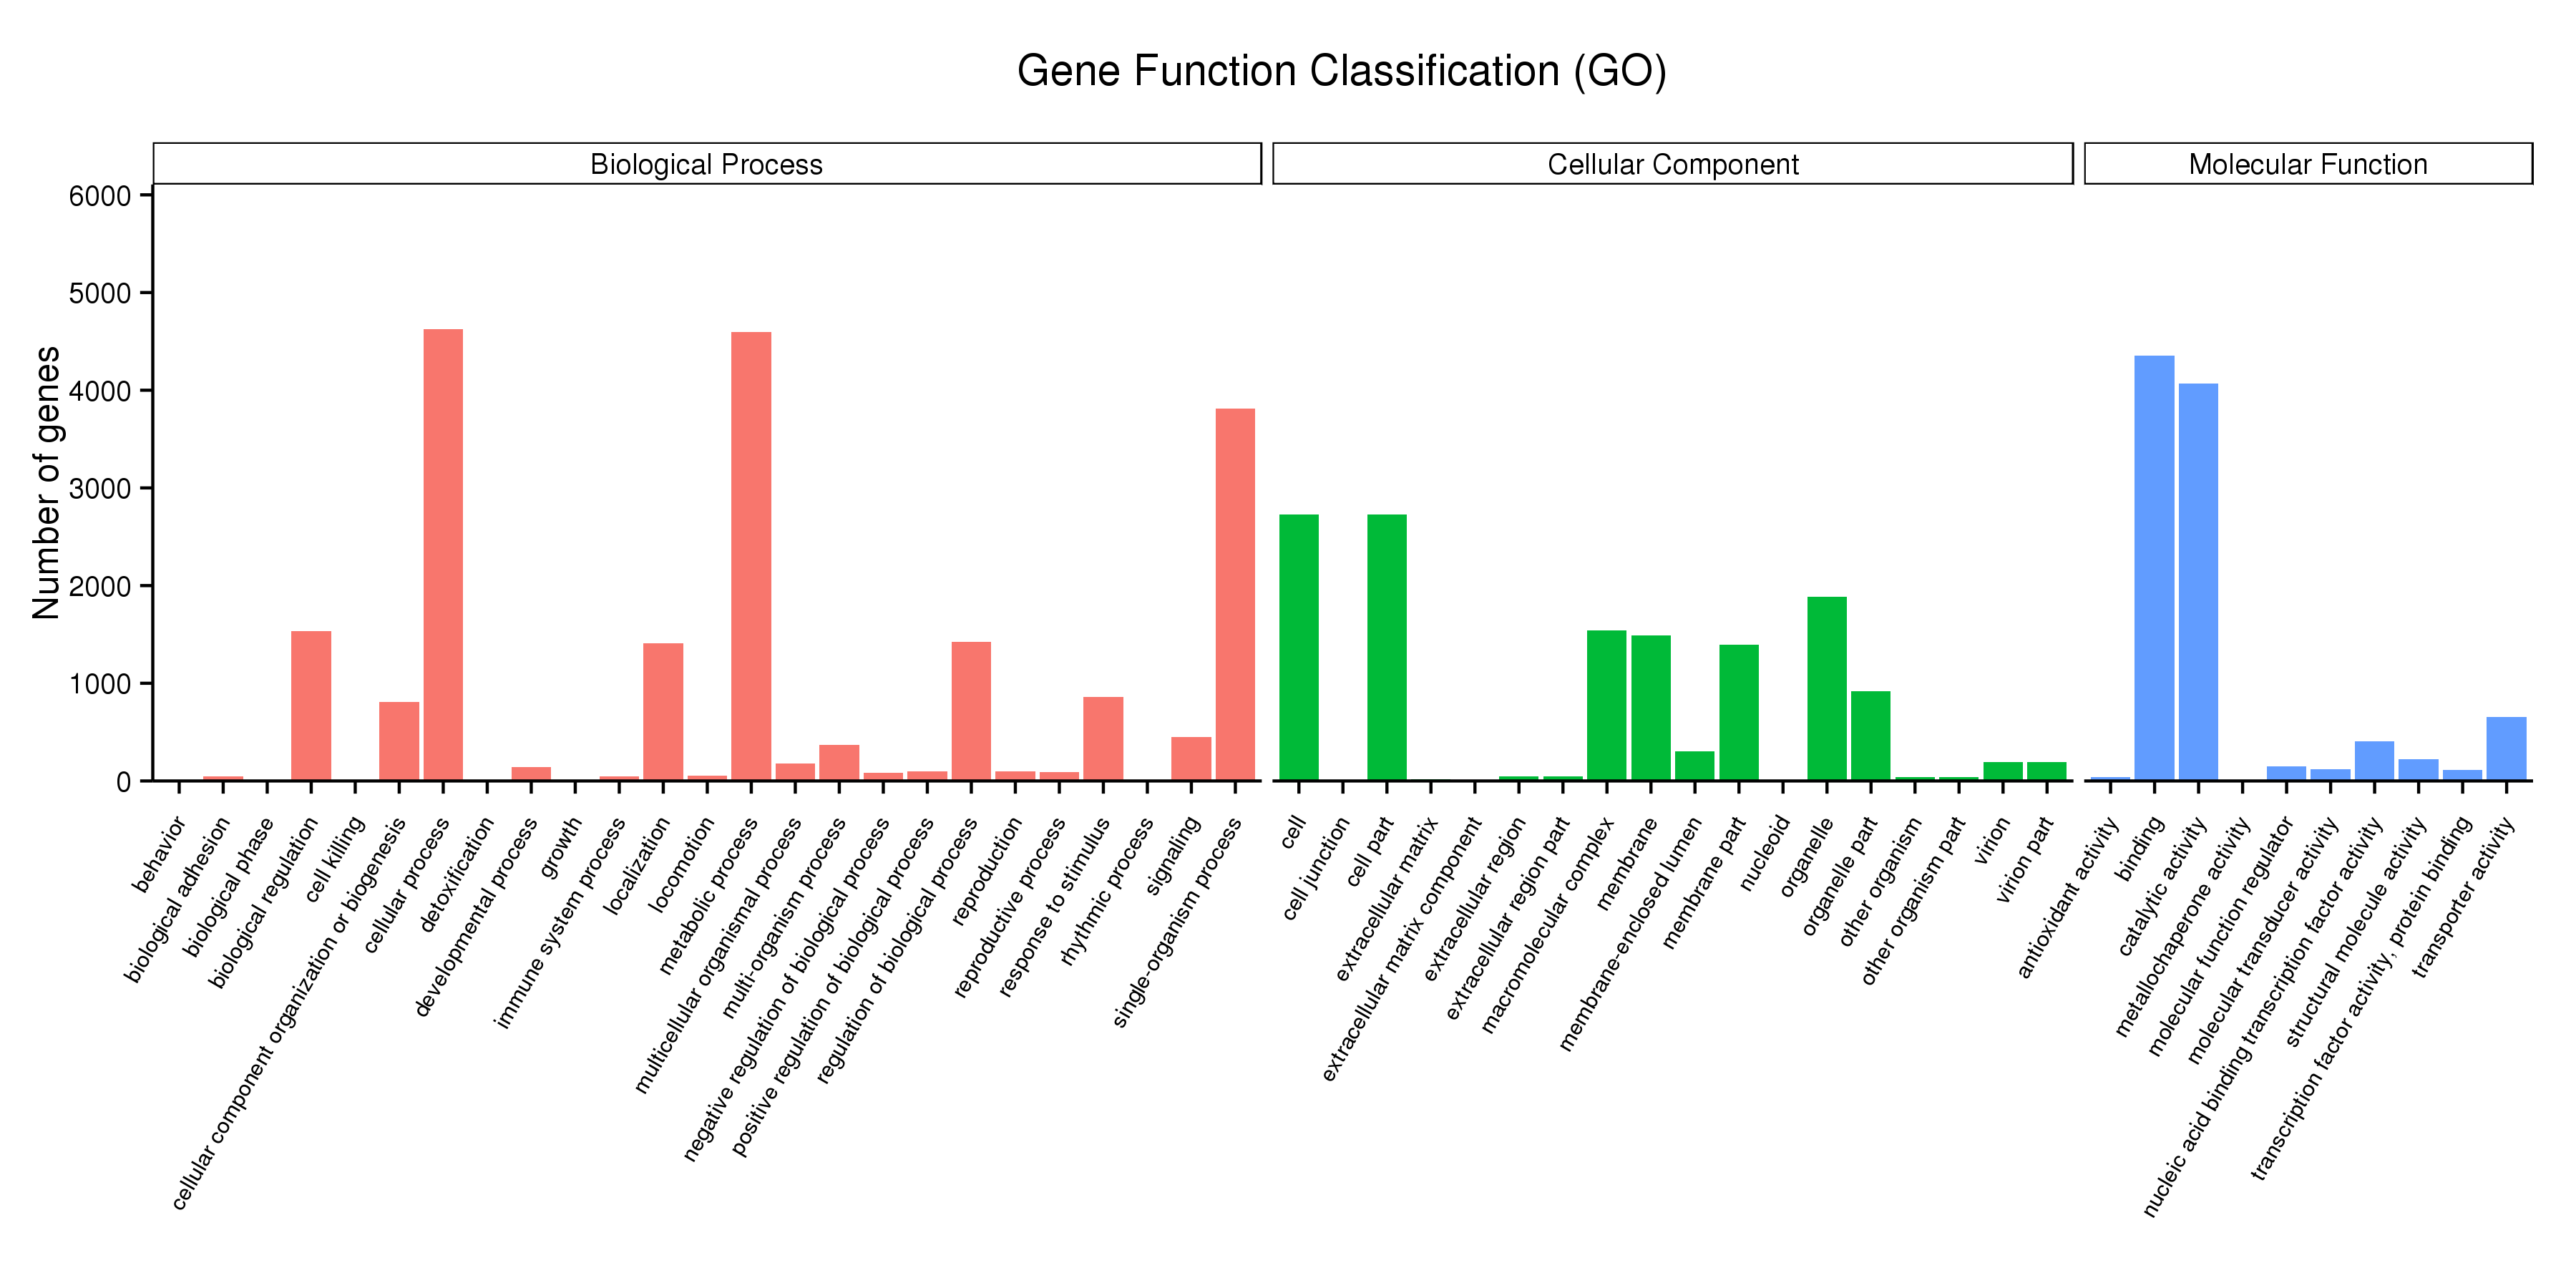 Gene Function Classification (GO)
Biological Process
Cellular Component
Molecular Function
Number of genes
6000
5000
4000
3000
2000
1000
0
behavior
biological adhesion
biological phase
biological regulation
cell killing
cellular component organization or biogenesis
cellular process
detoxification
developmental process
growth
immune system process
localization
locomotion
metabolic process
multicellular organismal process
multi-organism process
negative regulation of biological process
positive regulation of biological process
regulation of biological process
reproduction
reproductive process
response to stimulus
rhythmic process
signaling
single-organism process
cell
cell junction
cell part
extracellular matrix
extracellular matrix component
extracellular region
extracellular region part
macromolecular complex
membrane
membrane-enclosed lumen
membrane part
nucleoid
organelle
organelle part
other organism
other organism part
virion
virion part
antioxidant activity
binding
catalytic activity
metallochaperone activity
molecular function regulator
molecular transducer activity
nucleic acid binding transcription factor activity
structural molecule activity
transcription factor activity, protein binding
transporter activity